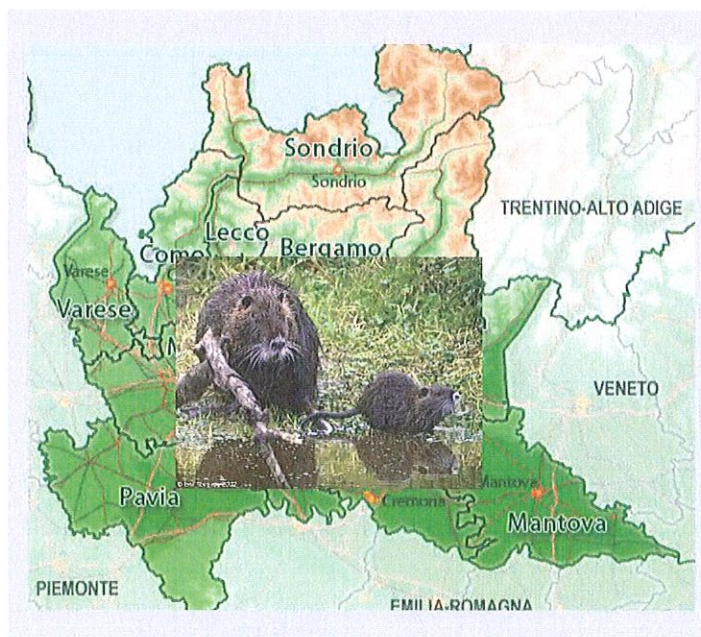 Sondrio
Sondrio
TRENTINO-ALTO ADIGE
Lecco
Como
Bergamo
Varese
Varese
VENETO
Pavia
Cremona
Mantova
Mantova
PIEMONTE
EMILIA-ROMAGNA